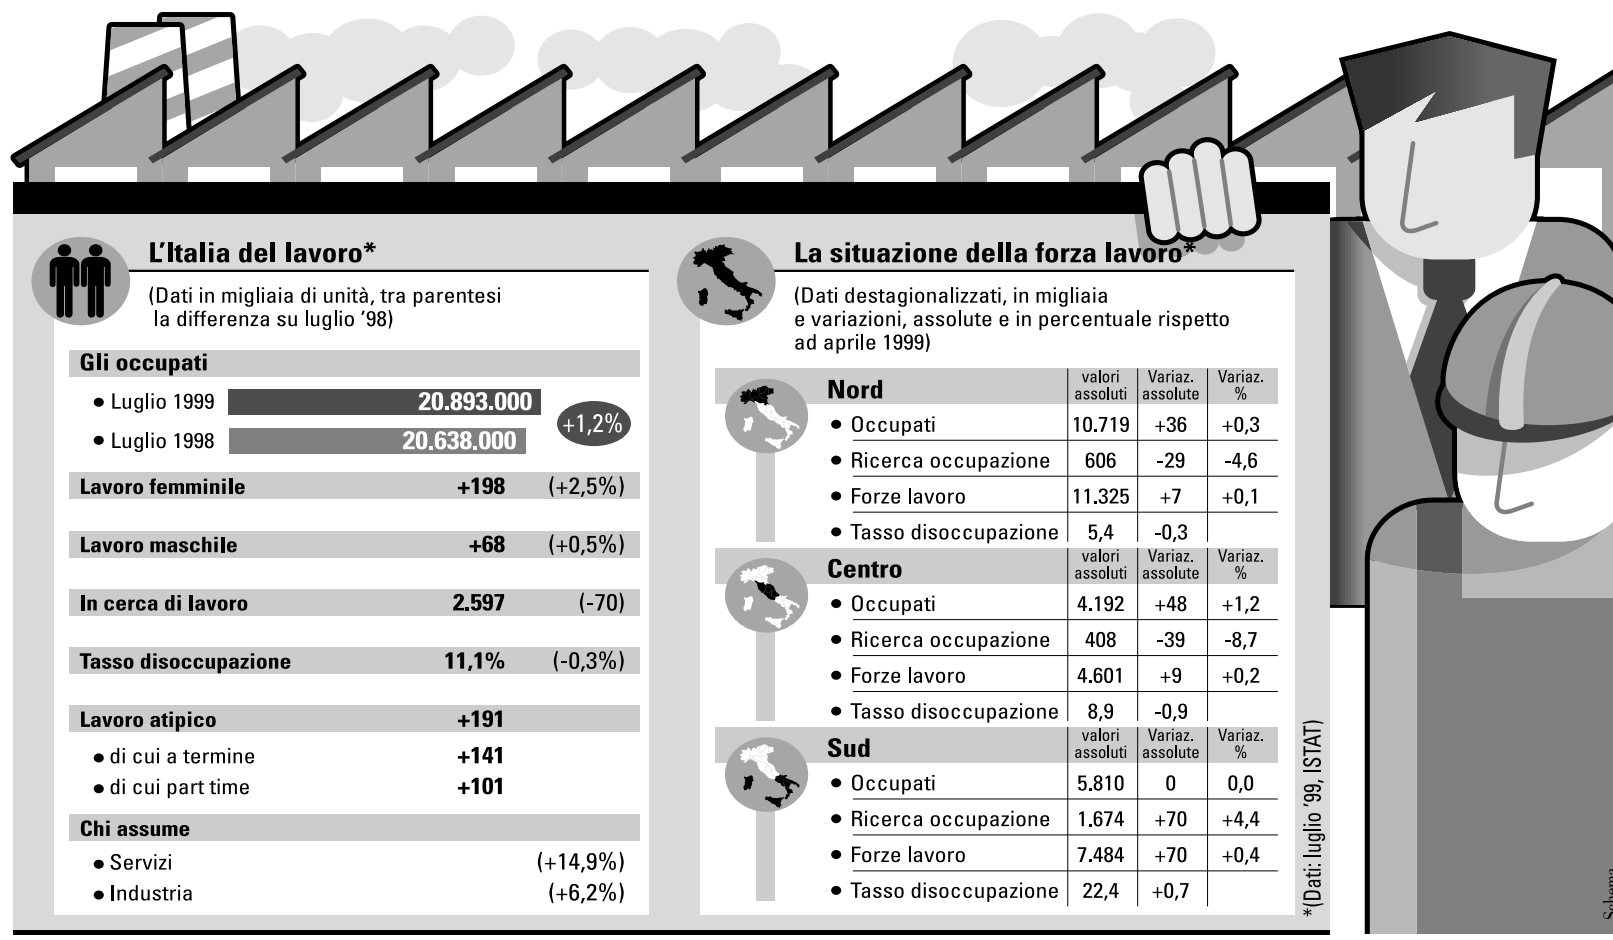 L'Italia del lavoro*
(Dati in migliaia di unità, tra parentesi
la differenza su luglio '98)
Gli occupati
• Luglio 1999 20.893.000
+1,2%
• Luglio 1998 20.638.000
Lavoro femminile +198 (+2,5%)
Lavoro maschile +68 (+0,5%)
In cerca di lavoro 2.597 (-70)
Tasso disoccupazione 11,1% (-0,3%)
Lavoro atipico +191
• di cui a termine +141
• di cui part time +101
Chi assume
• Servizi (+14,9%)
• Industria (+6,2%)
La situazione della forza lavoro*
(Dati destagionalizzati, in migliaia
e variazioni, assolute e in percentuale rispetto
ad aprile 1999)
Nord valori assoluti Variaz. assolute Variaz. %
• Occupati 10.719 +36 +0,3
• Ricerca occupazione 606 -29 -4,6
• Forze lavoro 11.325 +7 +0,1
• Tasso disoccupazione 5,4 -0,3
Centro valori assoluti Variaz. assolute Variaz. %
• Occupati 4.192 +48 +1,2
• Ricerca occupazione 408 -39 -8,7
• Forze lavoro 4.601 +9 +0,2
• Tasso disoccupazione 8,9 -0,9
Sud valori assoluti Variaz. assolute Variaz. %
• Occupati 5.810 0 0,0
• Ricerca occupazione 1.674 +70 +4,4
• Forze lavoro 7.484 +70 +0,4
• Tasso disoccupazione 22,4 +0,7
*(Dati: luglio '99, ISTAT)
Schema